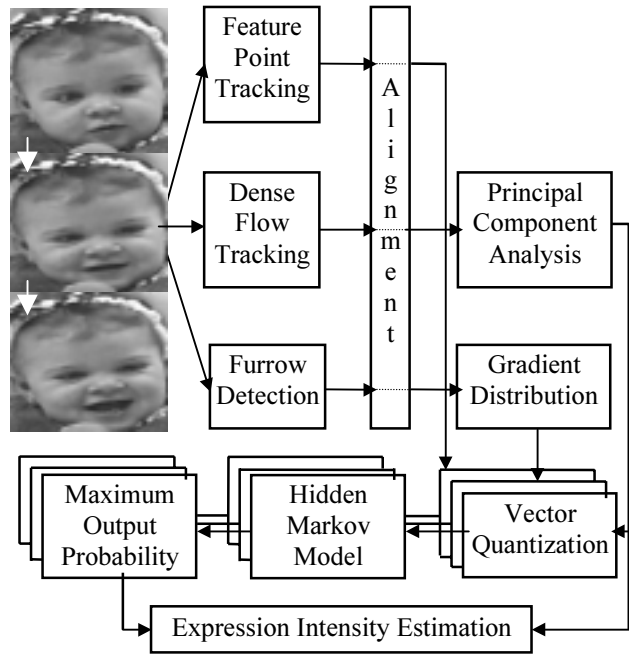 Feature
Point
Tracking
Dense
Flow
Tracking
Furrow
Detection
A
l
i
g
n
m
e
n
t
Principal
Component
Analysis
Gradient
Distribution
Maximum
Output
Probability
Hidden
Markov
Model
Vector
Quantization
Expression Intensity Estimation